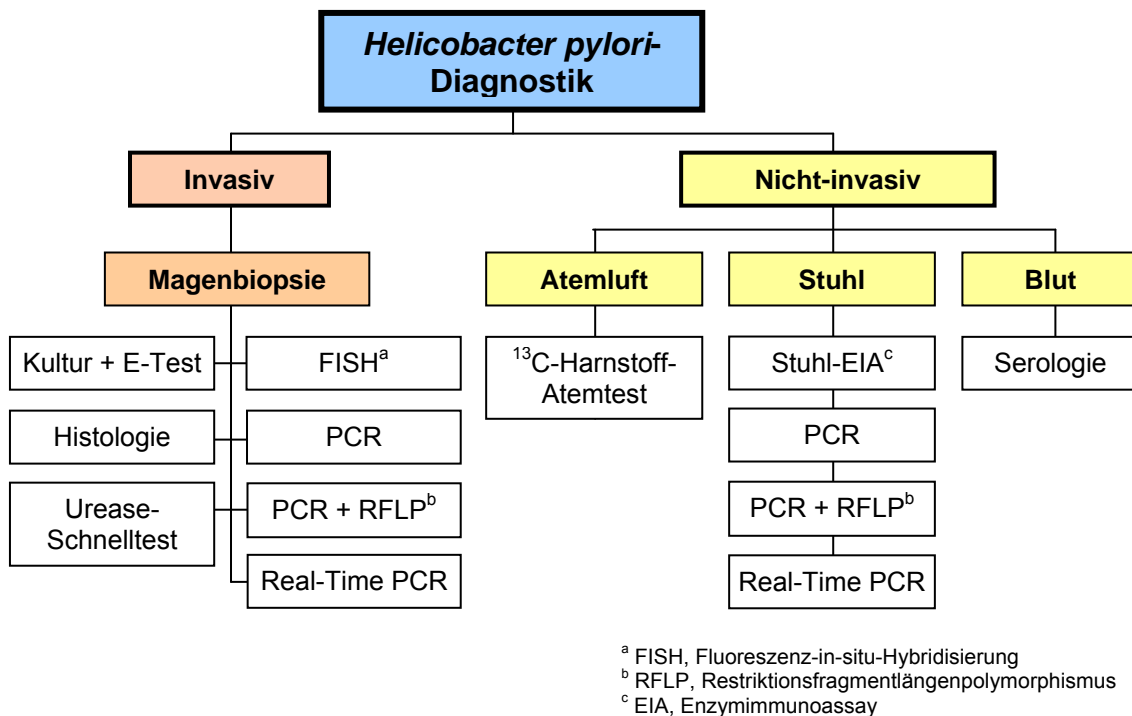 Helicobacter pylori-
Diagnostik
Invasiv
Nicht-invasiv
Magenbiopsie
Atemluft
Stuhl
Blut
Kultur + E-Test
FISHᵃ
Histologie
PCR
Urease-
Schnelltest
PCR + RFLPᵇ
Real-Time PCR
¹³C-Harnstoff-
Atemtest
Stuhl-EIAᶜ
PCR
PCR + RFLPᵇ
Real-Time PCR
Serologie
ᵃ FISH, Fluoreszenz-in-situ-Hybridisierung
ᵇ RFLP, Restriktionsfragmentlängenpolymorphismus
ᶜ EIA, Enzymimmunoassay